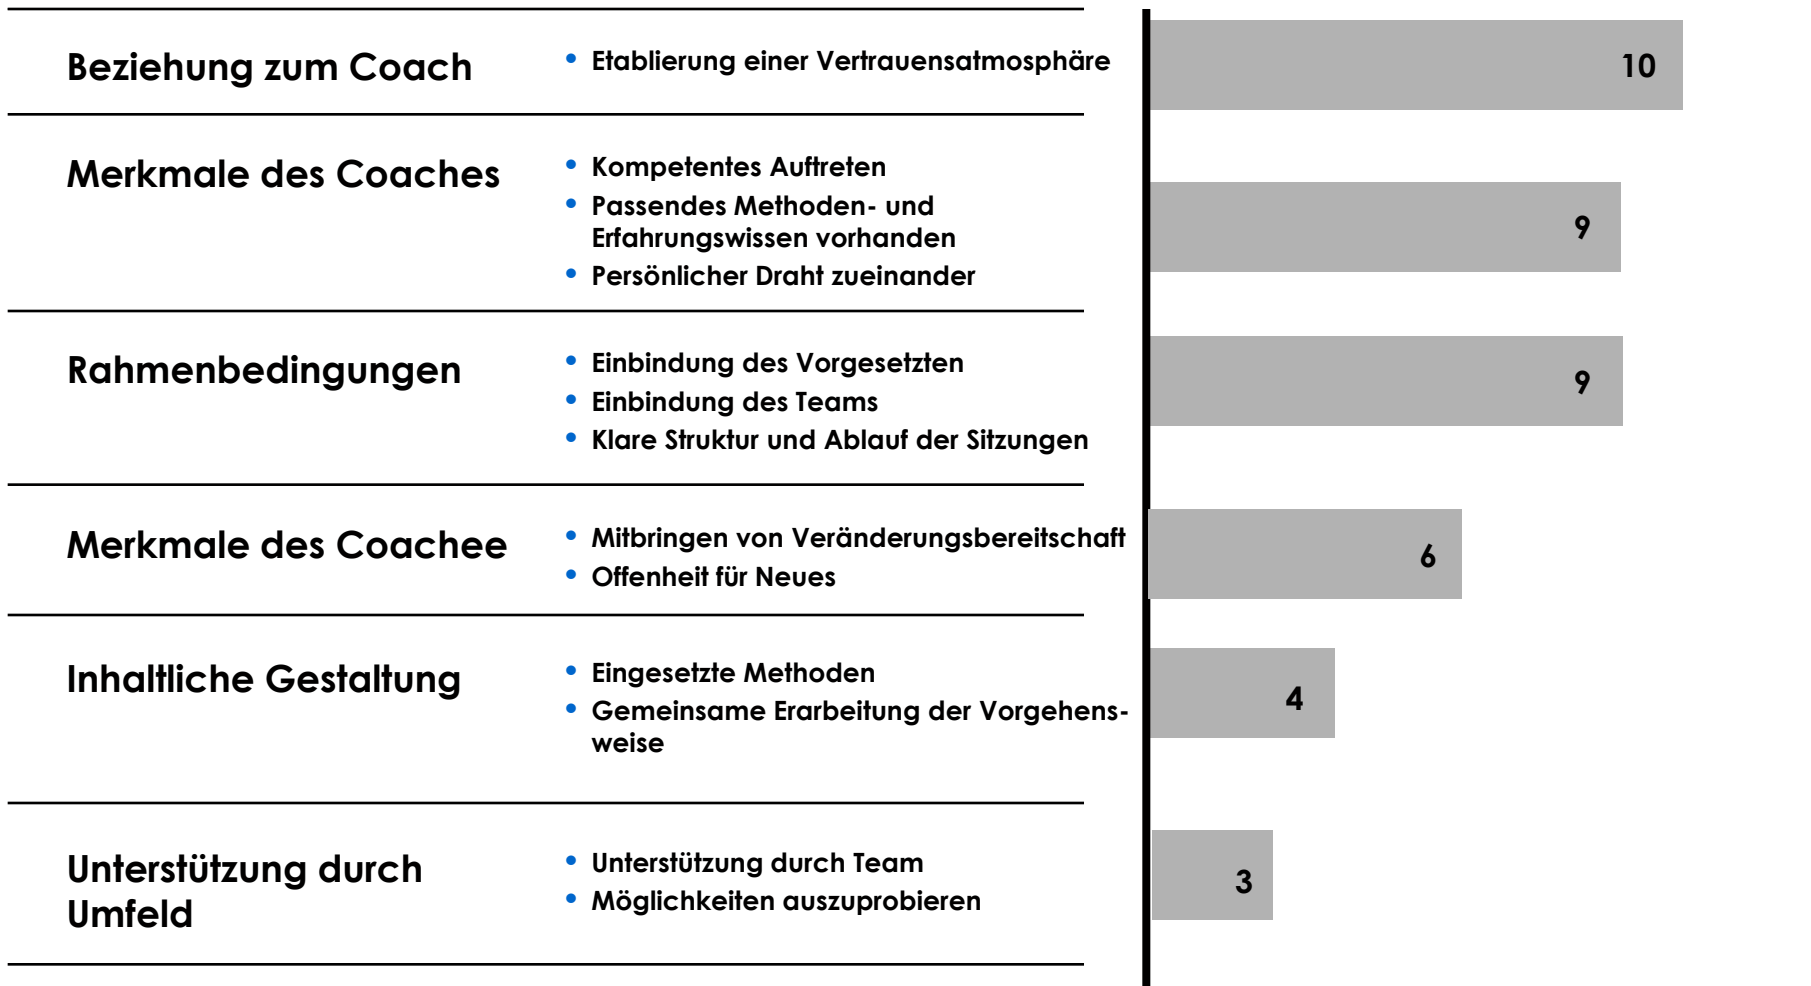 Beziehung zum Coach
• Etablierung einer Vertrauensatmosphäre
10
Merkmale des Coaches
• Kompetentes Auftreten
• Passendes Methoden- und
Erfahrungswissen vorhanden
• Persönlicher Draht zueinander
9
Rahmenbedingungen
• Einbindung des Vorgesetzten
• Einbindung des Teams
• Klare Struktur und Ablauf der Sitzungen
9
Merkmale des Coachee
• Mitbringen von Veränderungsbereitschaft
• Offenheit für Neues
6
Inhaltliche Gestaltung
• Eingesetzte Methoden
• Gemeinsame Erarbeitung der Vorgehens-
weise
4
Unterstützung durch
Umfeld
• Unterstützung durch Team
• Möglichkeiten auszuprobieren
3